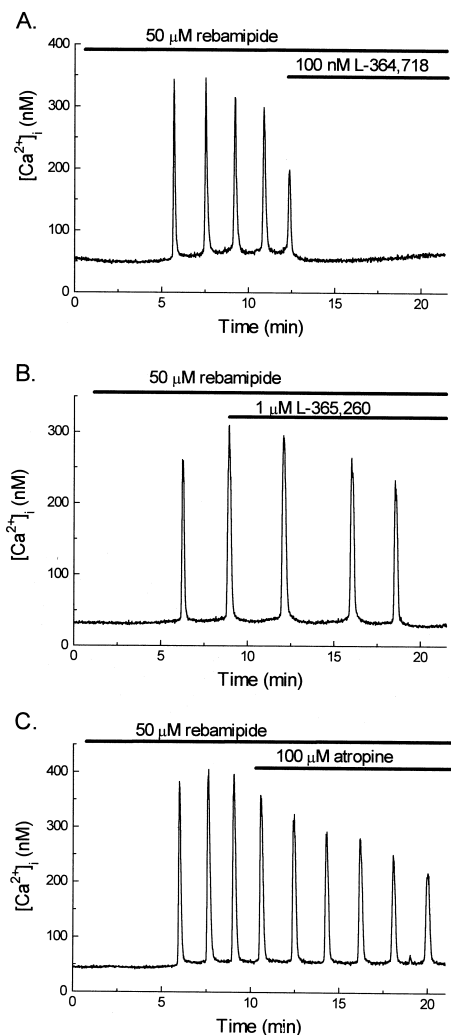 A.
50 μM rebamipide
100 nM L-364,718
400
300
200
100
0
[Ca2+]i (nM)
0 5 10 15 20
Time (min)
B.
50 μM rebamipide
1 μM L-365,260
300
200
100
0
[Ca2+]i (nM)
0 5 10 15 20
Time (min)
C.
50 μM rebamipide
100 μM atropine
400
300
200
100
0
[Ca2+]i (nM)
0 5 10 15 20
Time (min)